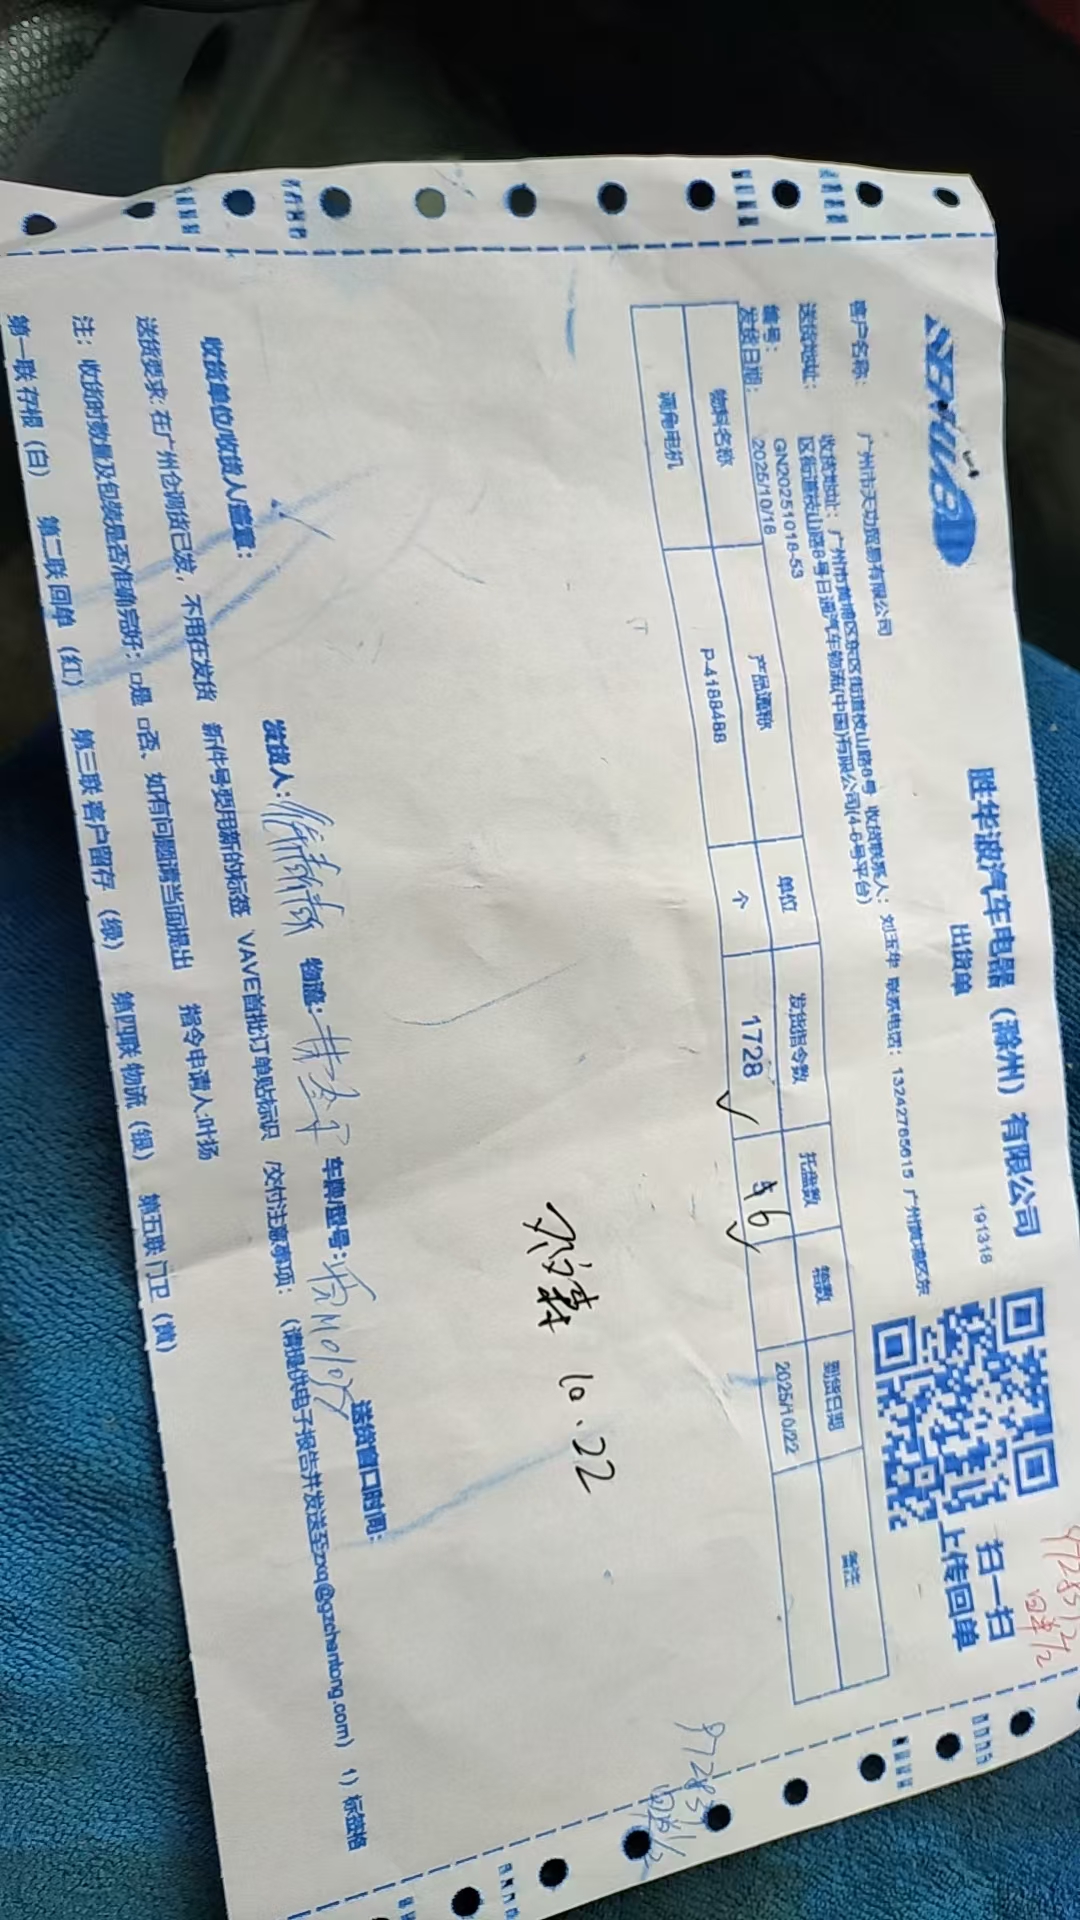 胜华波汽车电器（滁州）有限公司
出货单
191318
扫一扫
上传回单
客户名称： 广州市天功贸易有限公司
送货地址： 收货地址：广州市黄埔区东区街道枝山路8号 收货联系人：刘玉华 联系电话：13242765615 广州黄埔区东
区街道枝山路8号日通汽车物流(中国)有限公司(4-6号平台)
编号： GN20251018-53
发货日期： 2025/10/18
物料名称 产品通称 单位 发货指令数 托盘数 箱数 到货日期 备注
调角电机 P-4188488 个 1728 6 2025/10/22
10.22
收货单位/收货人/盖章： 发货人： 物流： 车牌/型号： 送货窗口时间：
送货要求: 在广州仓调货已发，不用在发货 新件号要用新的标签 VAVE首批订单贴标识 /交付注意事项： (请提供电子报告并发送至zxq@gzchantong.com) 1）标签格
注：收货时数量及包装是否准确完好：□是 □否、如有问题请当面提出 指令申请人:叶扬
第一联 存根（白） 第二联 回单（红） 第三联 客户留存（绿） 第四联 物流（银） 第五联 门卫（黄）